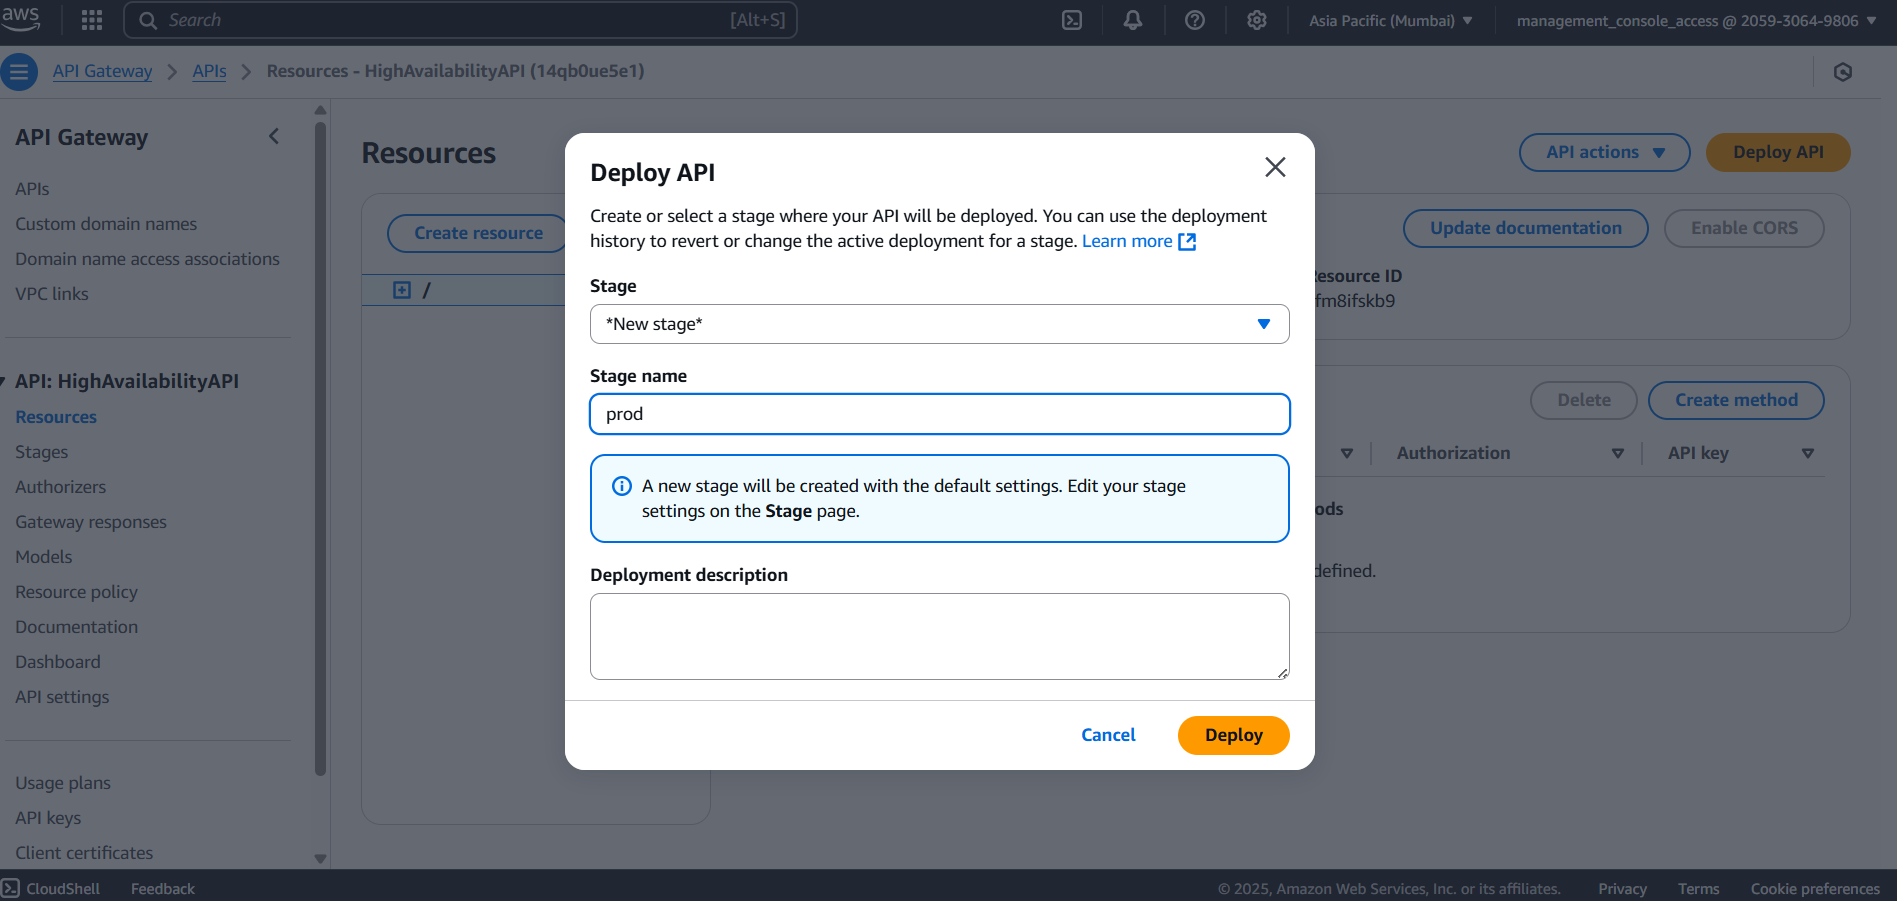 aws
Search
[Alt+S]
Asia Pacific (Mumbai)
management_console_access @ 2059-3064-9806
API Gateway
APIs
Resources - HighAvailabilityAPI (14qb0ue5e1)
API Gateway
APIs
Custom domain names
Domain name access associations
VPC links
API: HighAvailabilityAPI
Resources
Stages
Authorizers
Gateway responses
Models
Resource policy
Documentation
Dashboard
API settings
Usage plans
API keys
Client certificates
Resources
API actions
Deploy API
Create resource
/
Update documentation
Enable CORS
Resource ID
fm8ifskb9
Delete
Create method
Authorization
API key
ods
defined.
Deploy API
Create or select a stage where your API will be deployed. You can use the deployment
history to revert or change the active deployment for a stage. Learn more
Stage
*New stage*
Stage name
prod
A new stage will be created with the default settings. Edit your stage
settings on the Stage page.
Deployment description
Cancel
Deploy
CloudShell
Feedback
© 2025, Amazon Web Services, Inc. or its affiliates.
Privacy
Terms
Cookie preferences